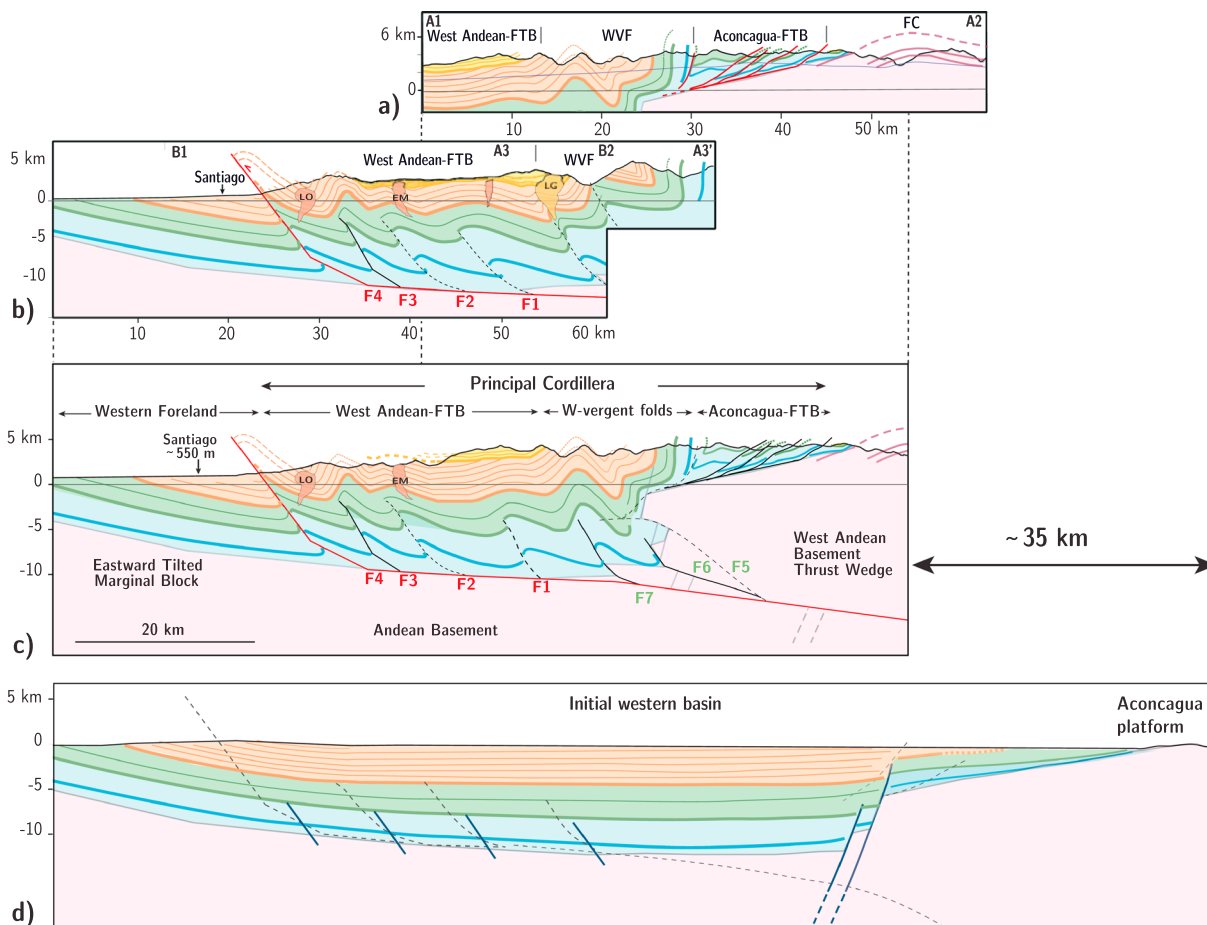 A1
A2
West Andean-FTB
WVF
Aconcagua-FTB
FC
6 km
0
a)
10
20
30
40
50 km
B1
A3
B2
A3'
5 km
West Andean-FTB
WVF
Santiago
0
LO
EM
LG
-5
-10
F4
F3
F2
F1
b)
10
20
30
40
50
60 km
Principal Cordillera
Western Foreland
West Andean-FTB
W-vergent folds
Aconcagua-FTB
5 km
Santiago
~550 m
0
LO
EM
-5
-10
Eastward Tilted
Marginal Block
F4
F3
F2
F1
F6
F5
F7
West Andean
Basement
Thrust Wedge
~ 35 km
20 km
Andean Basement
c)
5 km
Initial western basin
Aconcagua
platform
0
-5
-10
d)